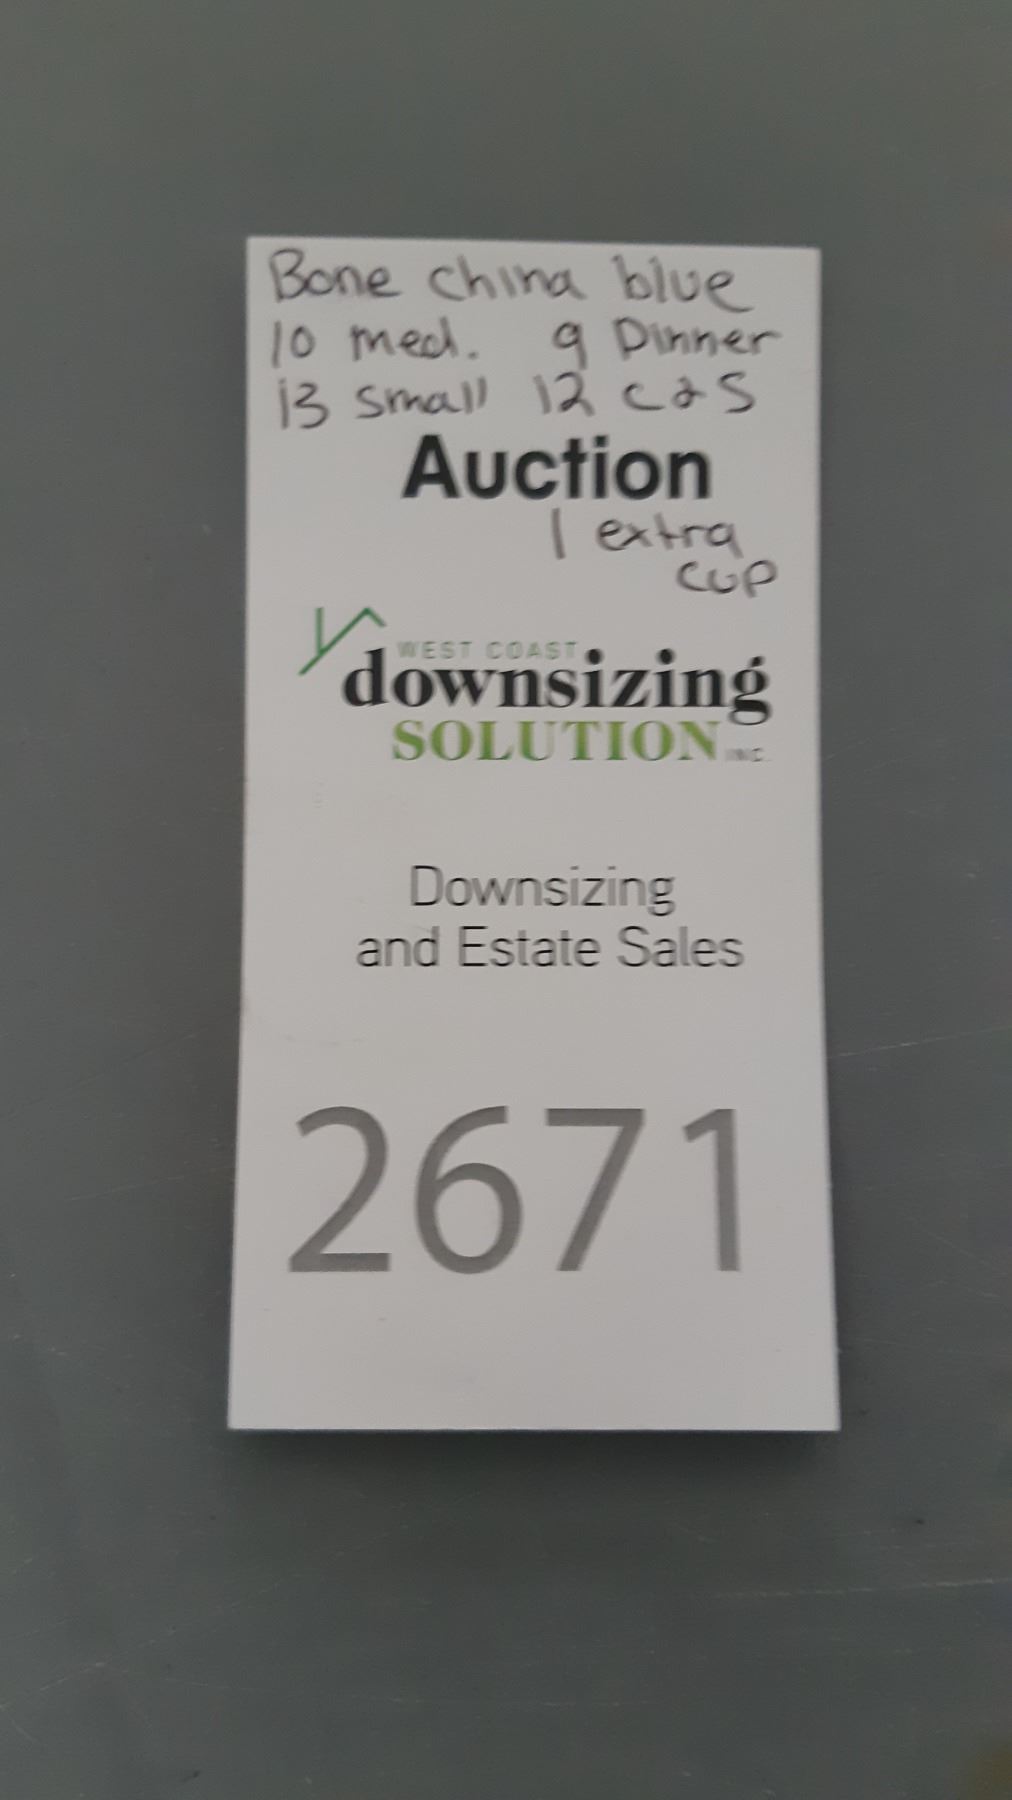 Bone china blue
10 med. 9 Dinner
13 small 12 c & S
Auction
1 extra
cup
WEST COAST
downsizing
SOLUTION INC.
Downsizing
and Estate Sales
2671